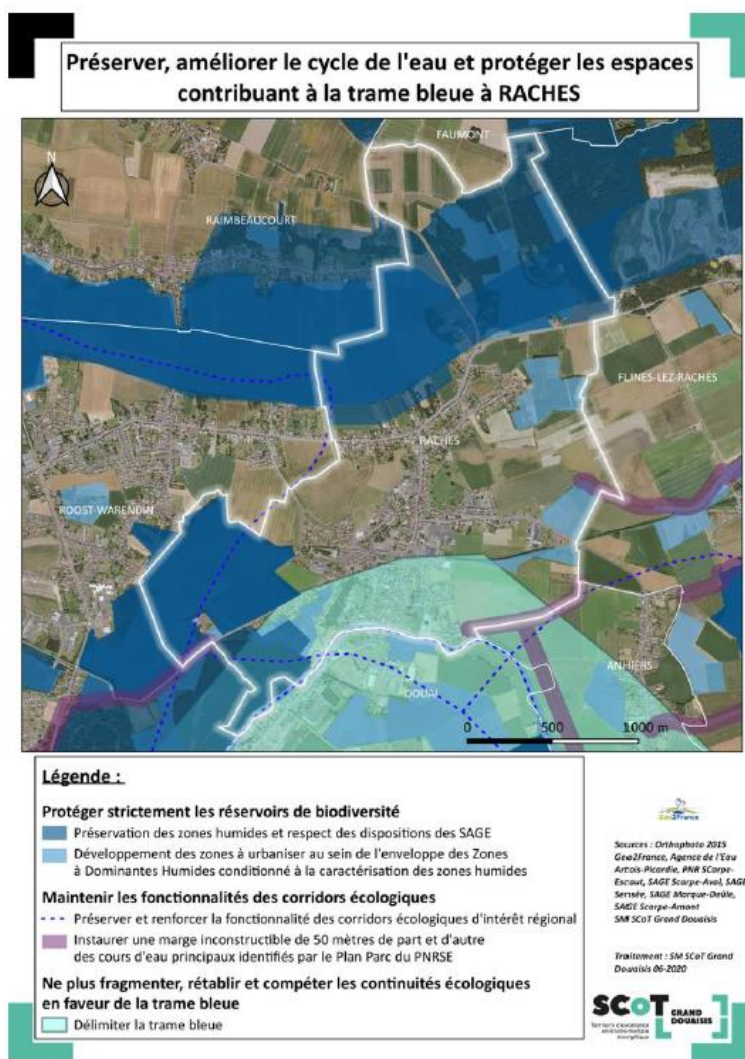 Préserver, améliorer le cycle de l'eau et protéger les espaces
contribuant à la trame bleue à RACHES
FAUMONT
N
RAIMBEAUCOURT
FLINES-LEZ-RACHES
RACHES
ROOST-WARENDIN
ANHIERS
DOUAI
0 500 1000 m
Légende :
Protéger strictement les réservoirs de biodiversité
Préservation des zones humides et respect des dispositions des SAGE
Développement des zones à urbaniser au sein de l'enveloppe des Zones
à Dominantes Humides conditionné à la caractérisation des zones humides
Maintenir les fonctionnalités des corridors écologiques
Préserver et renforcer la fonctionnalité des corridors écologiques d'intérêt régional
Instaurer une marge inconstructible de 50 mètres de part et d'autre
des cours d'eau principaux identifiés par le Plan Parc du PNRSE
Ne plus fragmenter, rétablir et compéter les continuités écologiques
en faveur de la trame bleue
Délimiter la trame bleue
Géo2France
Sources : Orthophoto 2015
Geo2France, Agence de l'Eau
Artois-Picardie, PNR SCarpe-
Escaut, SAGE Scarpe-Aval, SAGE
Sensée, SAGE Marque-Deûle,
SAGE Scarpe-Amont
SM SCoT Grand Douaisis
Traitement : SM SCoT Grand
Douaisis 06-2020
SCoT GRAND DOUAISIS
Territoire d'excellence
environnementale
énergétique